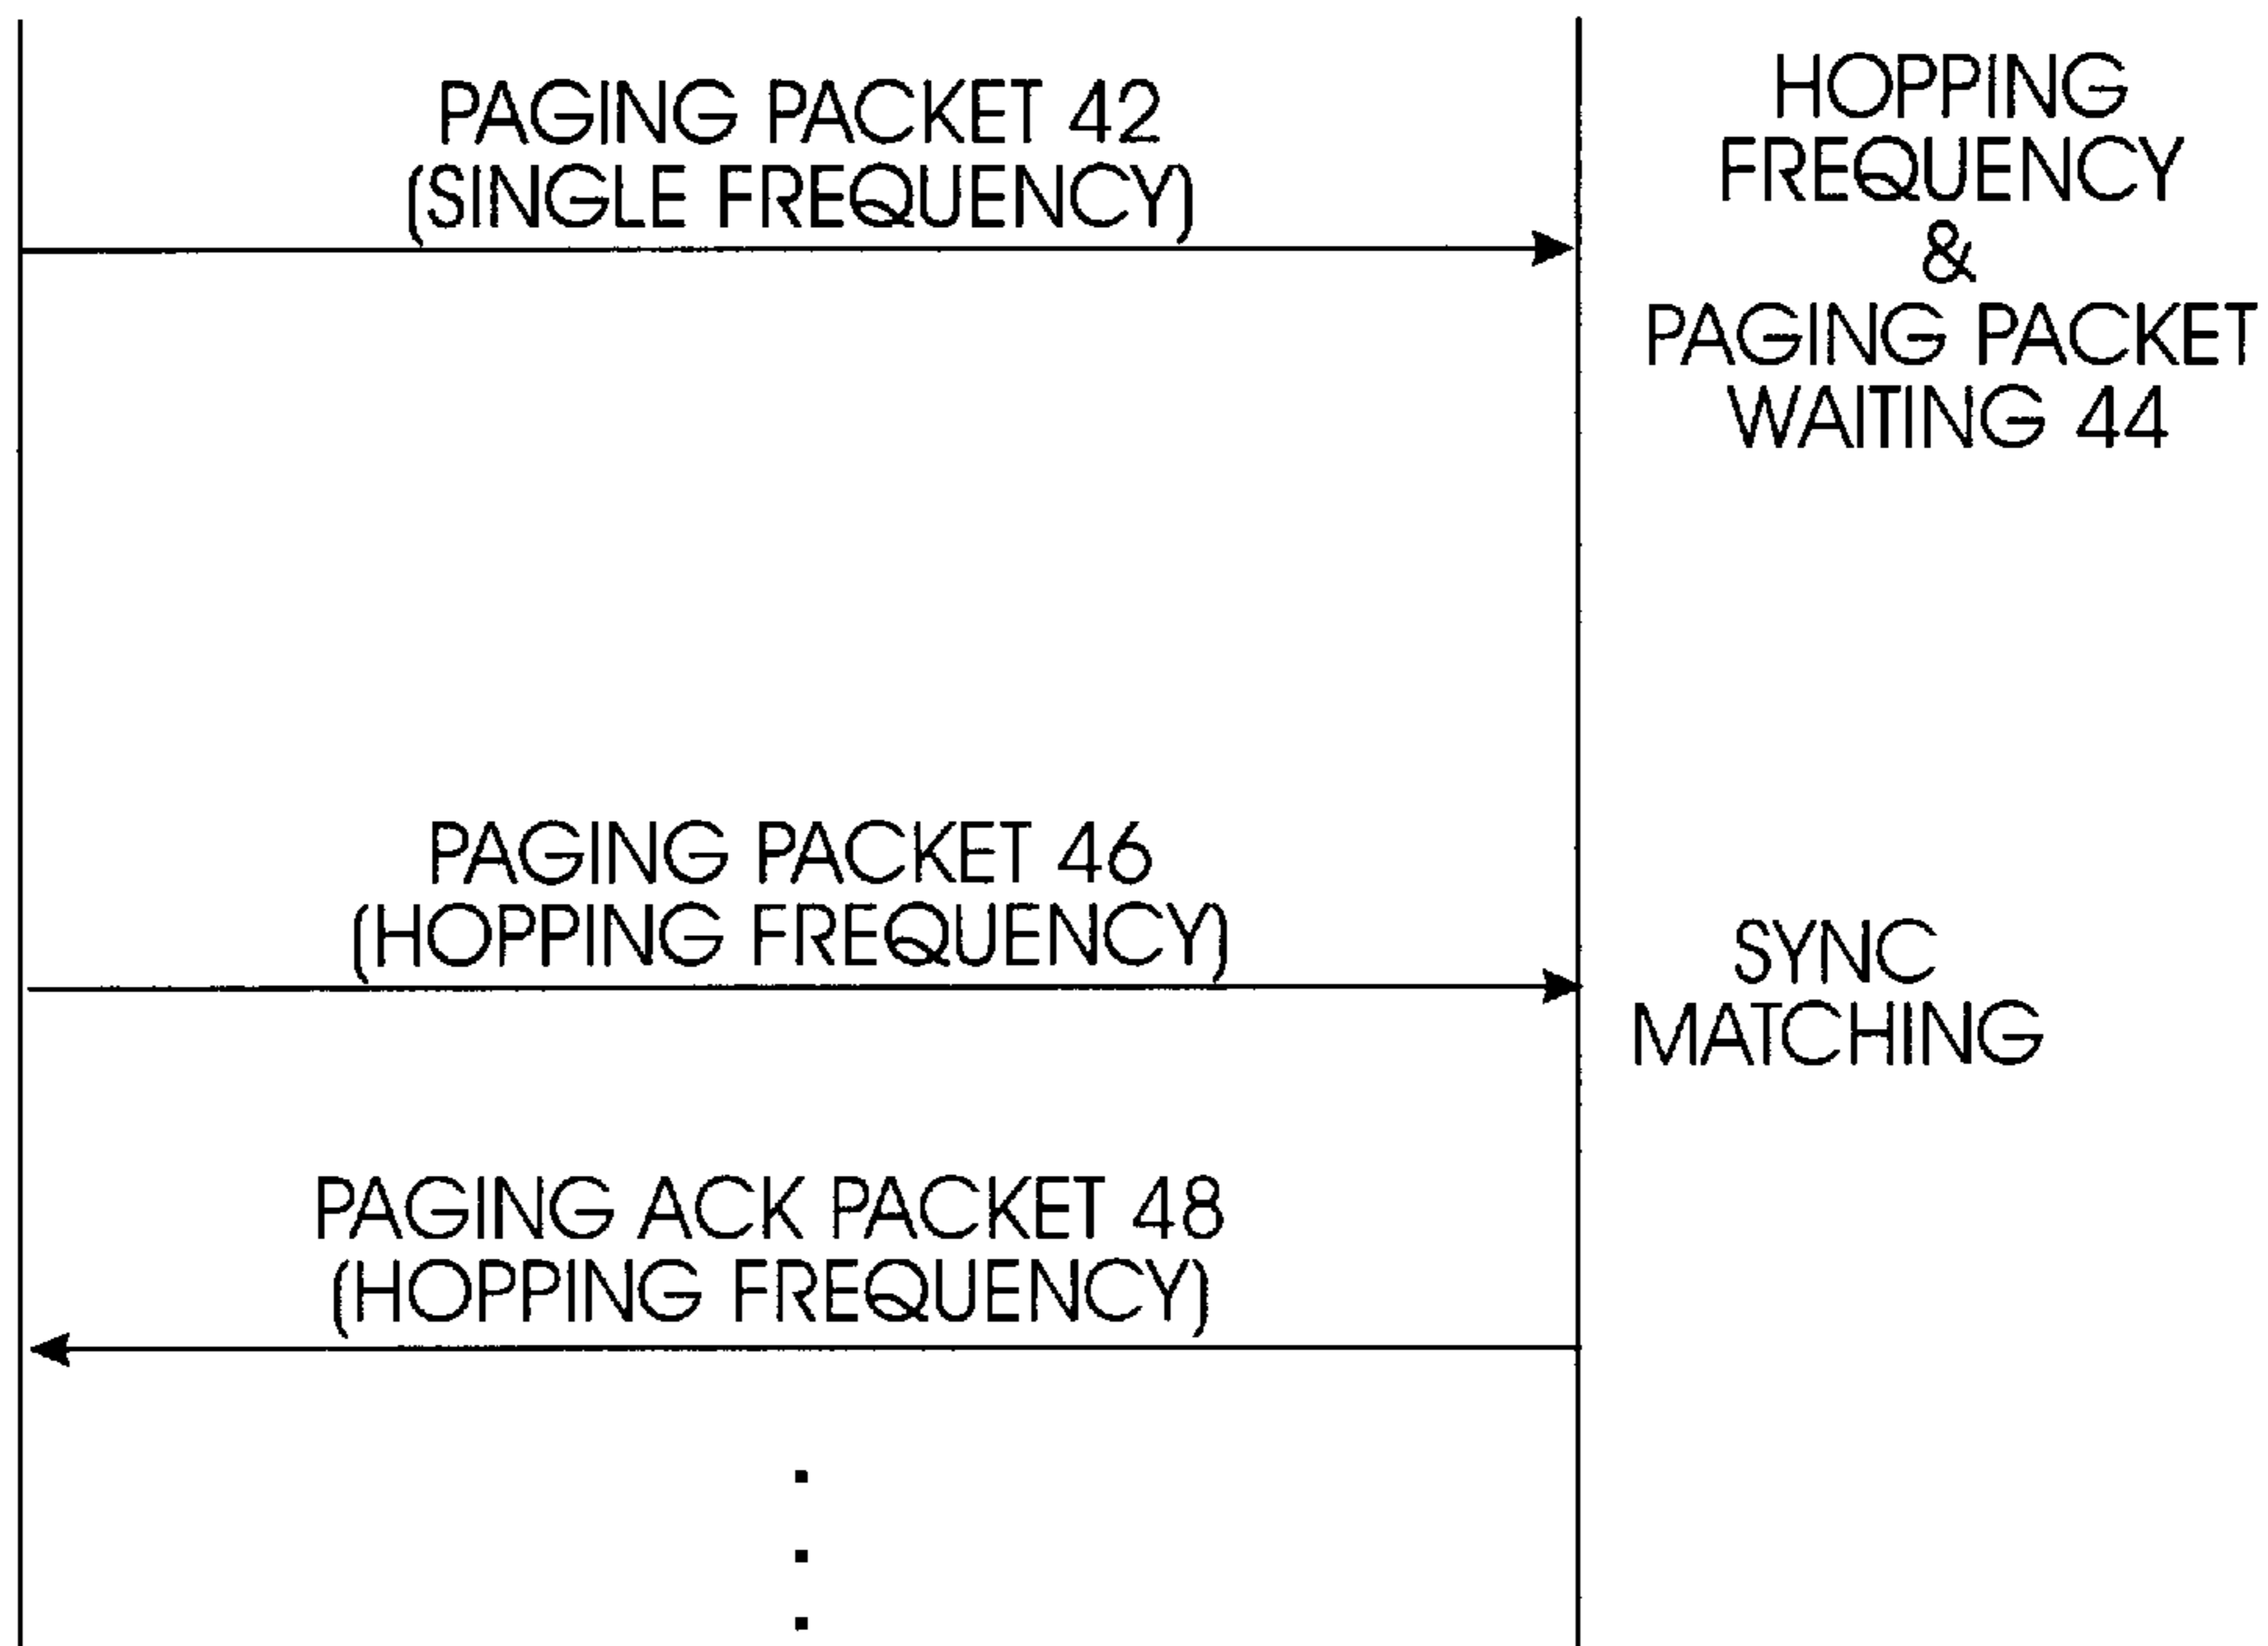 PAGING PACKET 42
(SINGLE FREQUENCY)
HOPPING
FREQUENCY
&
PAGING PACKET
WAITING 44
PAGING PACKET 46
(HOPPING FREQUENCY)
SYNC
MATCHING
PAGING ACK PACKET 48
(HOPPING FREQUENCY)